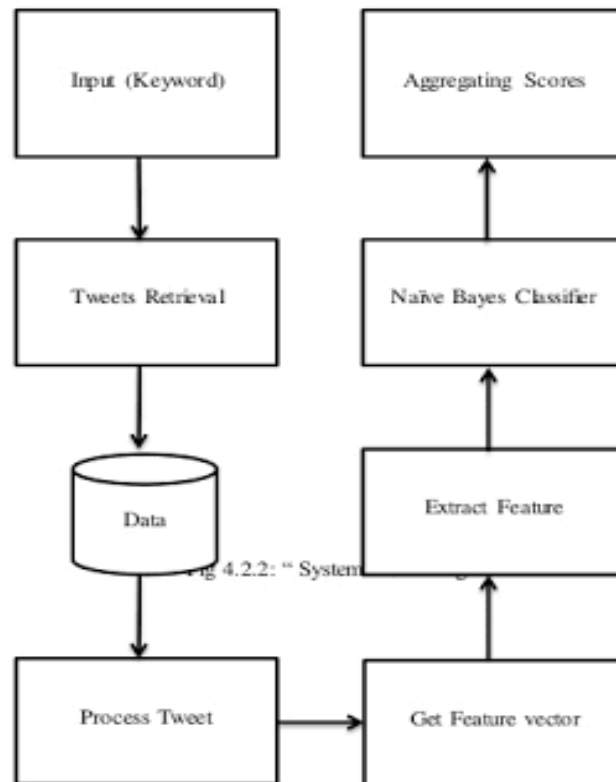 Input (Keyword)
Tweets Retrieval
Data
Fig 4.2.2: “ System
Process Tweet
Get Feature vector
Extract Feature
Naïve Bayes Classifier
Aggregating Scores